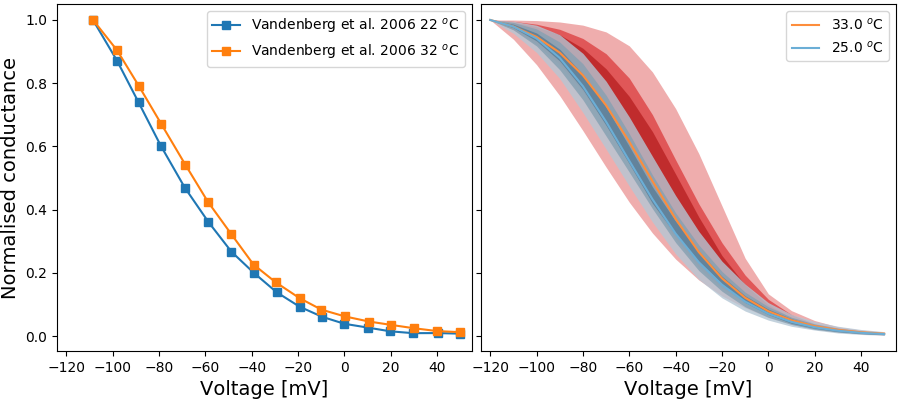 Normalised conductance
1.0
0.8
0.6
0.4
0.2
0.0
Vandenberg et al. 2006 22 °C
Vandenberg et al. 2006 32 °C
−120 −100 −80 −60 −40 −20 0 20 40
Voltage [mV]
33.0 °C
25.0 °C
−120 −100 −80 −60 −40 −20 0 20 40
Voltage [mV]